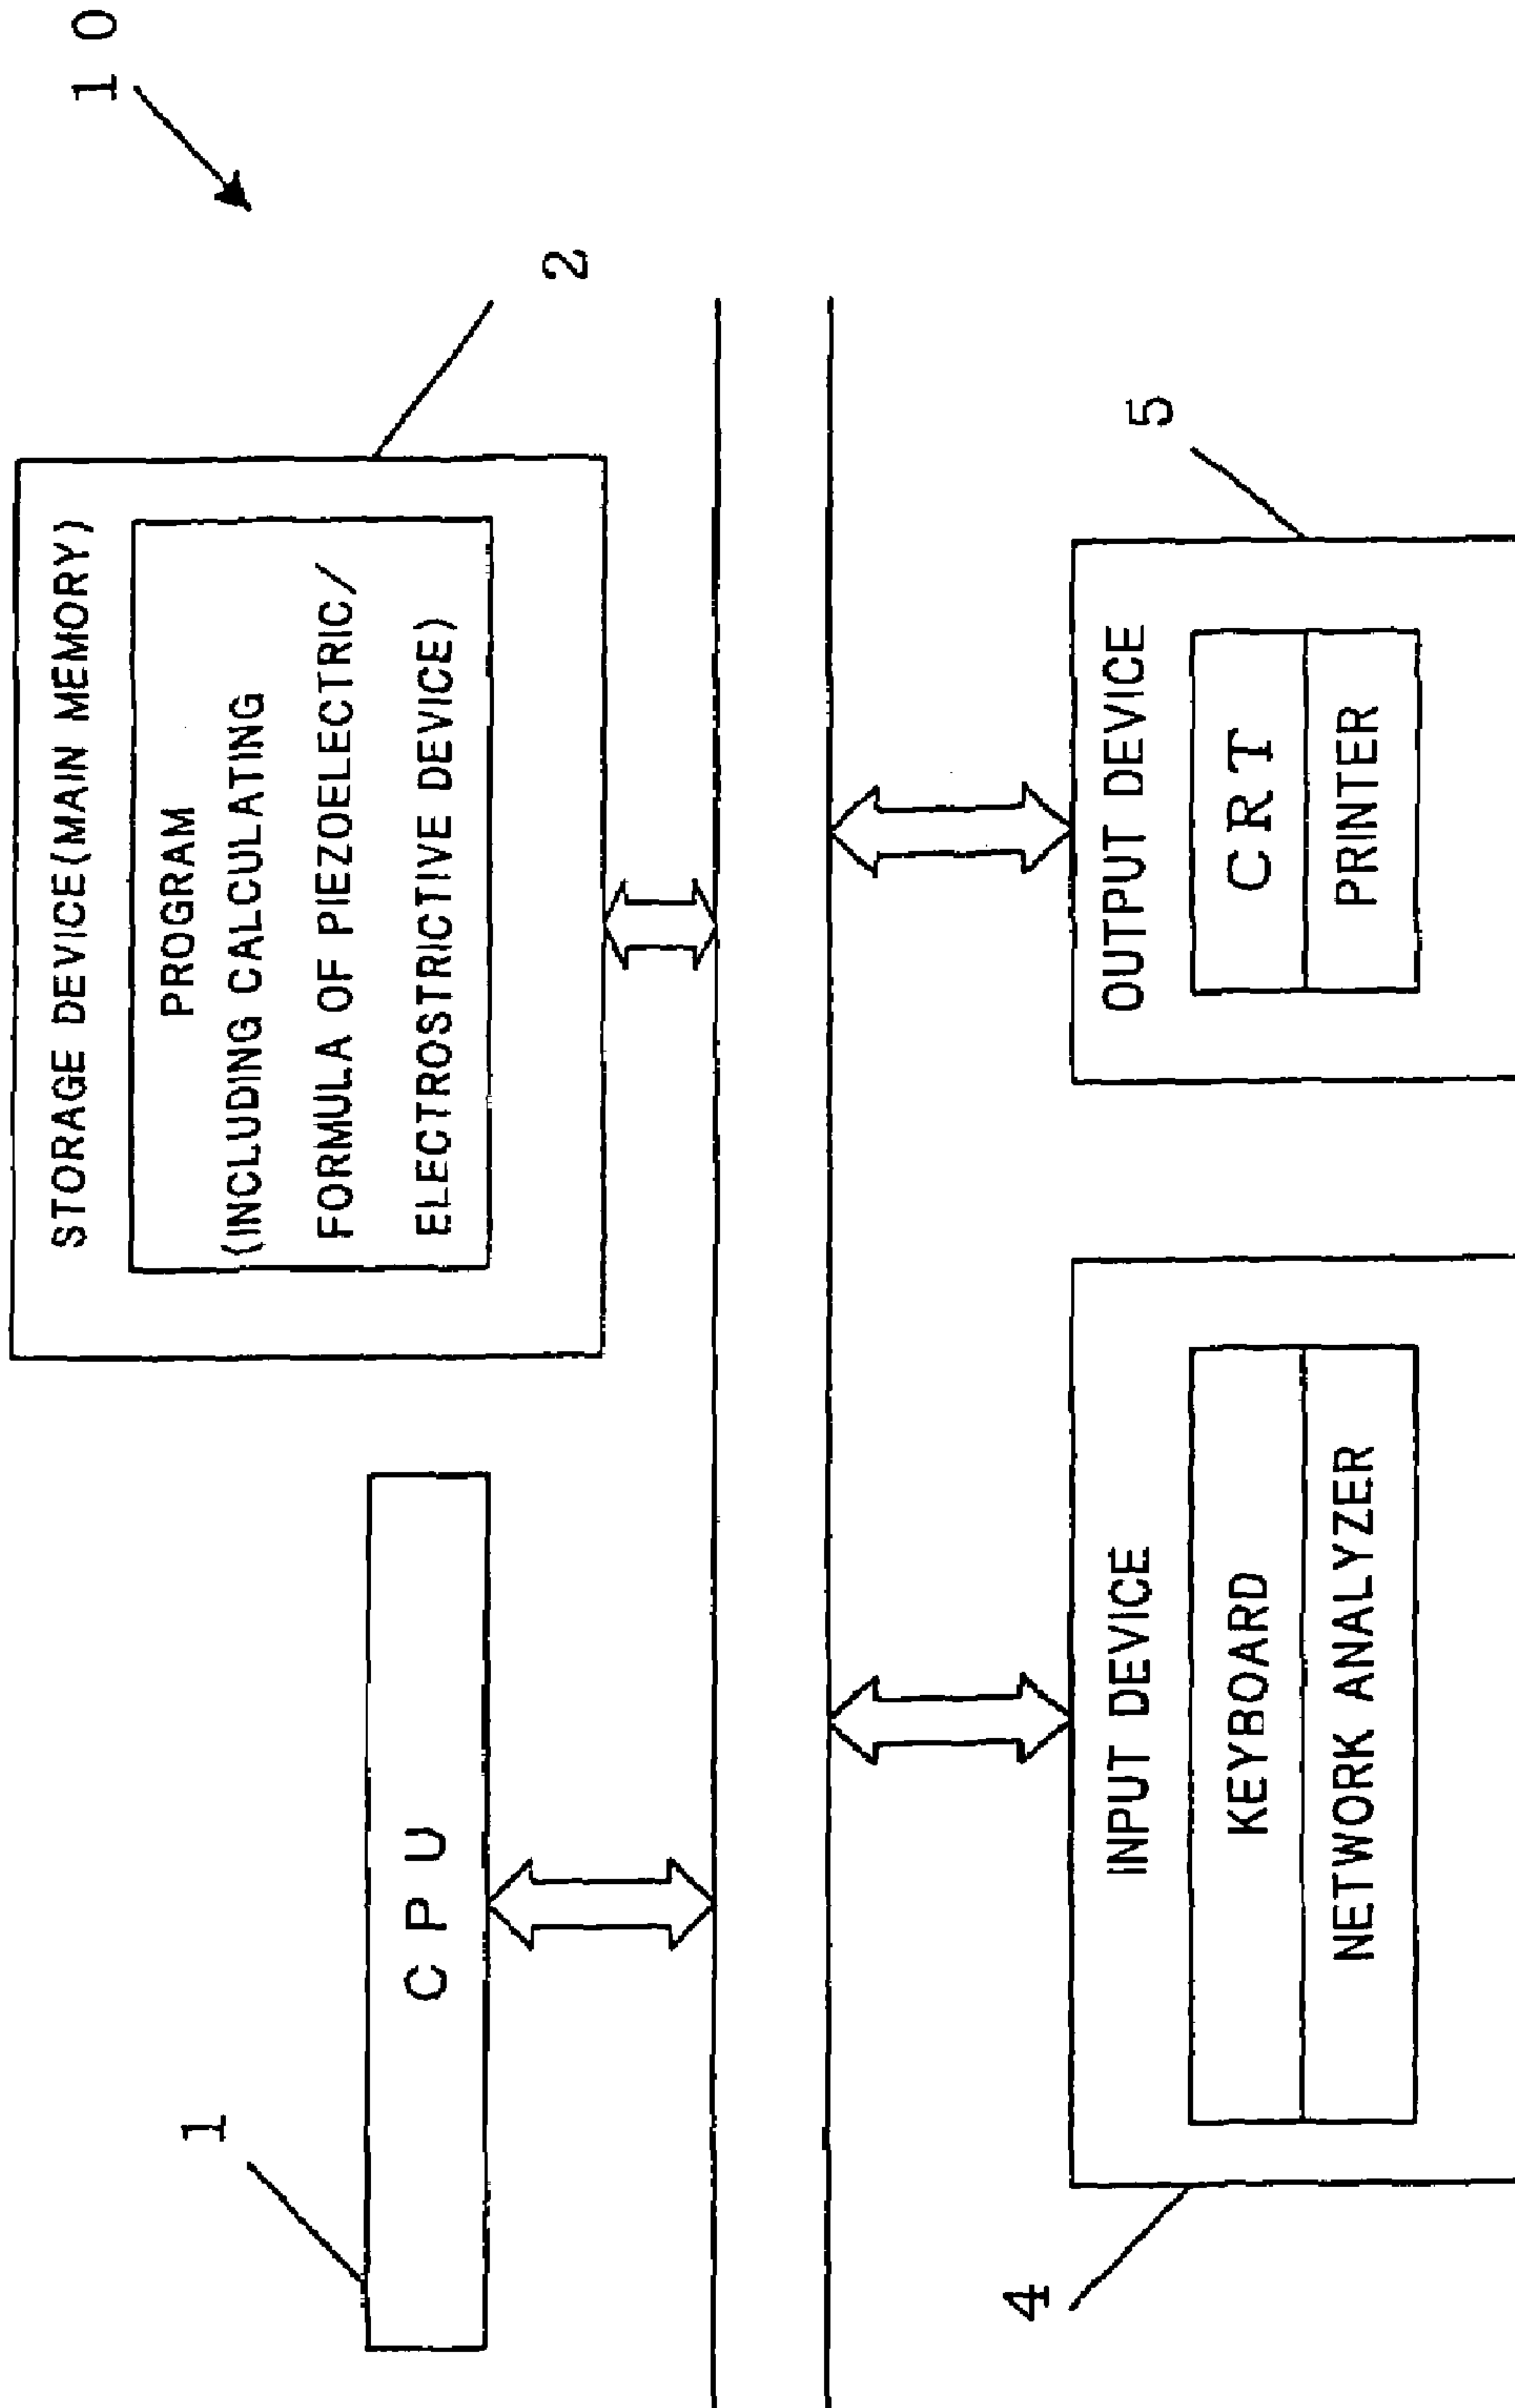 10
1
CPU
STORAGE DEVICE(MAIN MEMORY)
PROGRAM
(INCLUDING CALCULATING
FORMULA OF PIEZOELECTRIC/
ELECTROSTRICTIVE DEVICE)
2
4
INPUT DEVICE
KEYBOARD
NETWORK ANALYZER
5
OUTPUT DEVICE
CRT
PRINTER